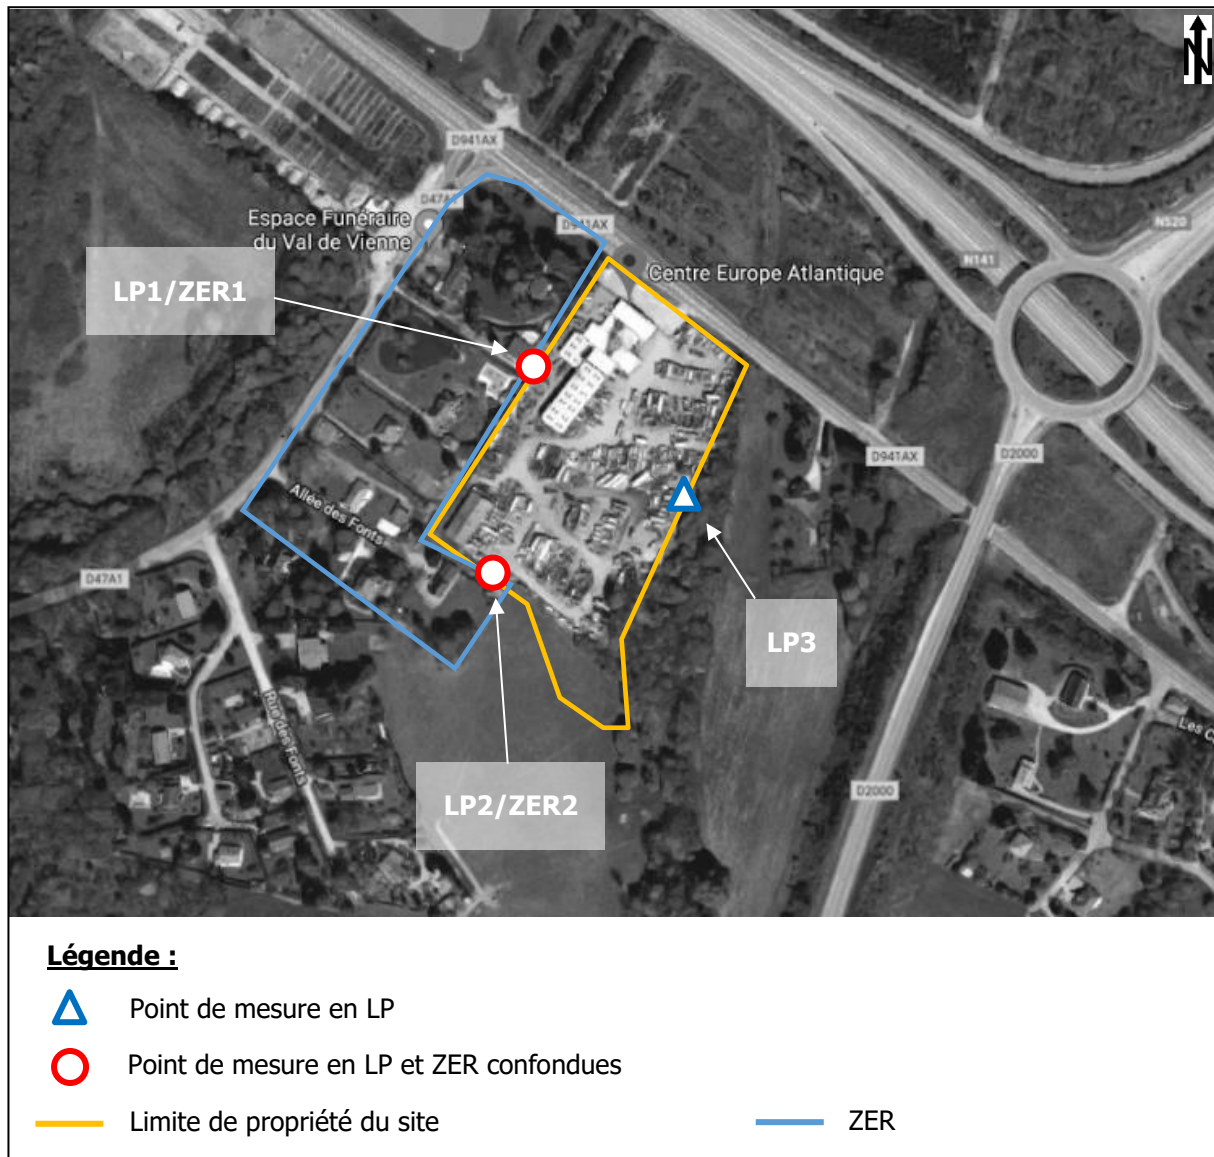 N
D941AX
D47A1
Espace Funéraire
du Val de Vienne
D941AX
N520
N141
Centre Europe Atlantique
LP1/ZER1
D941AX
D2000
Allée des Fonts
D47A1
LP3
Rue des Fonts
Les C
D2000
LP2/ZER2
Légende :
Point de mesure en LP
Point de mesure en LP et ZER confondues
Limite de propriété du site
ZER